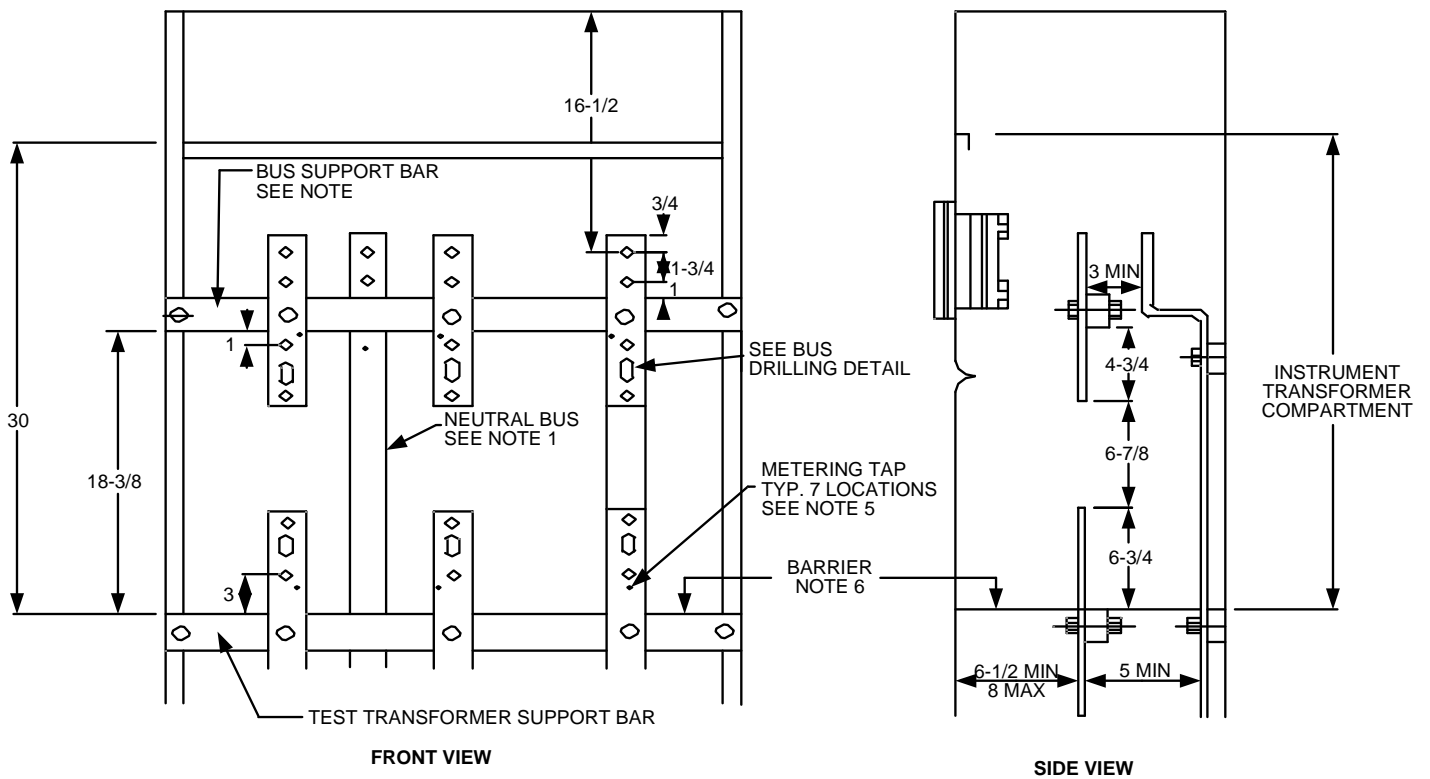 16-1/2
BUS SUPPORT BAR
SEE NOTE
3/4
1-3/4
1
3 MIN
1
SEE BUS
DRILLING DETAIL
4-3/4
INSTRUMENT
TRANSFORMER
COMPARTMENT
30
NEUTRAL BUS
SEE NOTE 1
6-7/8
18-3/8
METERING TAP
TYP. 7 LOCATIONS
SEE NOTE 5
6-3/4
3
BARRIER
NOTE 6
6-1/2 MIN
8 MAX
5 MIN
TEST TRANSFORMER SUPPORT BAR
FRONT VIEW
SIDE VIEW